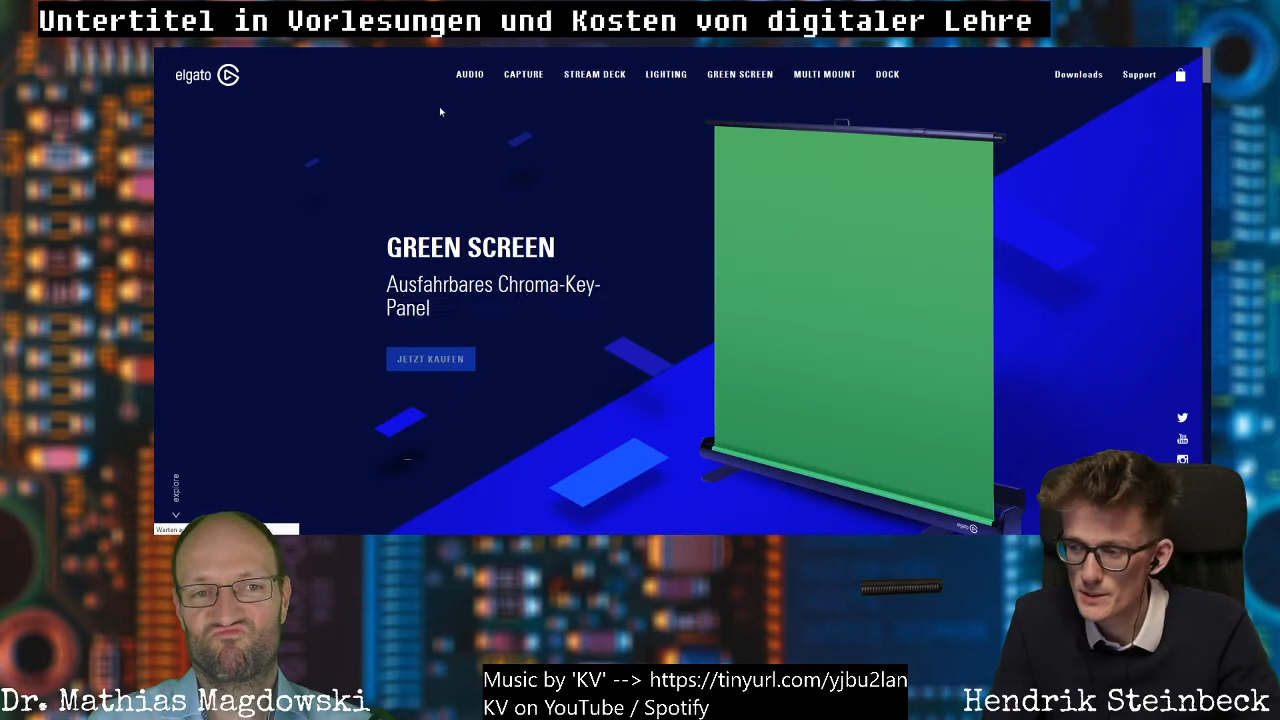 Untertitel in Vorlesungen und Kosten von digitaler Lehre
elgato
AUDIO CAPTURE STREAM DECK LIGHTING GREEN SCREEN MULTI MOUNT DOCK
Downloads Support
GREEN SCREEN
Ausfahrbares Chroma-Key-
Panel
JETZT KAUFEN
explore
Warten
elgato
Dr. Mathias Magdowski
Music by 'KV' --> https://tinyurl.com/yjbu2lan
KV on YouTube / Spotify
Hendrik Steinbeck